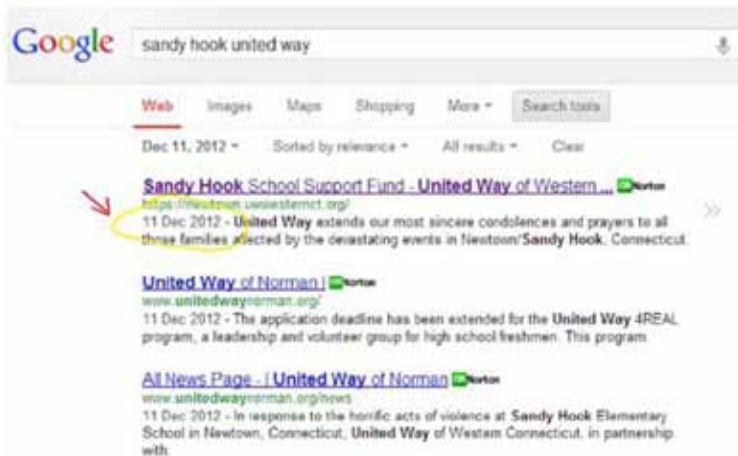 Google sandy hook united way
Web Images Maps Shopping More Search tools
Dec 11, 2012 Sorted by relevance All results Clear
Sandy Hook School Support Fund - United Way of Western ... Norton
https://newtown.uwwesternct.org/
11 Dec 2012 - United Way extends our most sincere condolences and prayers to all
those families affected by the devastating events in Newtown/Sandy Hook, Connecticut.
United Way of Norman | Norton
www.unitedwaynorman.org/
11 Dec 2012 - The application deadline has been extended for the United Way 4REAL
program, a leadership and volunteer group for high school freshmen. This program
All News Page - | United Way of Norman Norton
www.unitedwaynorman.org/news
11 Dec 2012 - In response to the horrific acts of violence at Sandy Hook Elementary
School in Newtown, Connecticut, United Way of Western Connecticut, in partnership
with